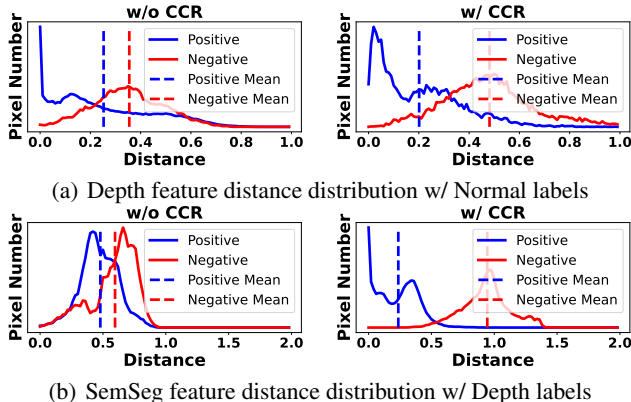 w/o CCR
w/ CCR
Pixel Number
Positive
Negative
Positive Mean
Negative Mean
0.0 0.2 0.4 0.6 0.8 1.0
Distance
Pixel Number
Positive
Negative
Positive Mean
Negative Mean
0.0 0.2 0.4 0.6 0.8 1.0
Distance
(a) Depth feature distance distribution w/ Normal labels
w/o CCR
w/ CCR
Pixel Number
Positive
Negative
Positive Mean
Negative Mean
0.0 0.5 1.0 1.5 2.0
Distance
Pixel Number
Positive
Negative
Positive Mean
Negative Mean
0.0 0.5 1.0 1.5 2.0
Distance
(b) SemSeg feature distance distribution w/ Depth labels